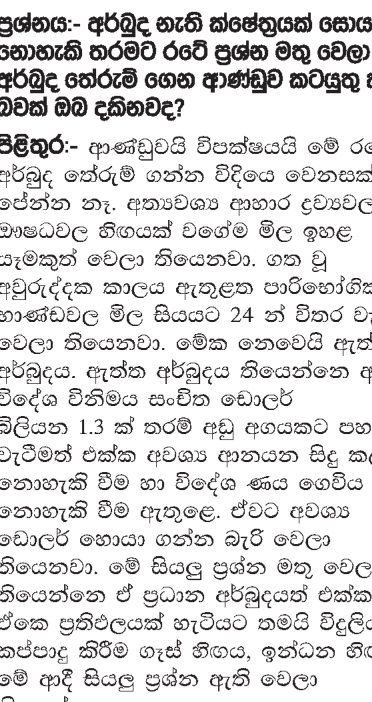 ප්‍රශ්නය:- අර්බුද නැති ක්ෂේත්‍රයක් සොය
නොහැකි තරමට රටේ ප්‍රශ්න මතු වෙලා
අර්බුද තේරුම් ගෙන ආණ්ඩුව කටයුතු
බවක් ඔබ දකිනවද?
පිළිතුර:- ආණ්ඩුවයි විපක්ෂයයි මේ
අර්බුද තේරුම් ගන්න විදියෙ වෙනසක්
පේන්න නෑ. අත්‍යවශ්‍ය ආහාර ද්‍රව්‍යවල
ඖෂධවල හිඟයක් වගේම මිල ඉහළ
යෑමකුත් වෙලා තියෙනවා. ගත වූ
අවුරුද්දක කාලය ඇතුළත පාරිභෝගික
භාණ්ඩවල මිල සියයට 24 න් විතර වැ
වෙලා තියෙනවා. මේක නෙවෙයි ඇත්
අර්බුදය. ඇත්ත අර්බුදය තියෙන්නෙ අ
විදේශ විනිමය සංචිත ඩොලර්
බිලියන 1.3 ක් තරම් අඩු අගයකට පහ
වැටීමත් එක්ක අවශ්‍ය ආනයන සිදු කළ
නොහැකි වීම හා විදේශ ණය ගෙවිය
නොහැකි වීම ඇතුළෙ. ඒවට අවශ්‍ය
ඩොලර් හොයා ගන්න බැරි වෙලා
තියෙනවා. මේ සියලු ප්‍රශ්න මතු වෙල
තියෙන්නෙ ඒ ප්‍රධාන අර්බුදයත් එක්ක
ඒකෙ ප්‍රතිඵලයක් හැටියට තමයි විදුලිය
කප්පාදු කිරීම ගෑස් හිඟය, ඉන්ධන හිඟ
මේ ආදී සියලු ප්‍රශ්න ඇති වෙලා